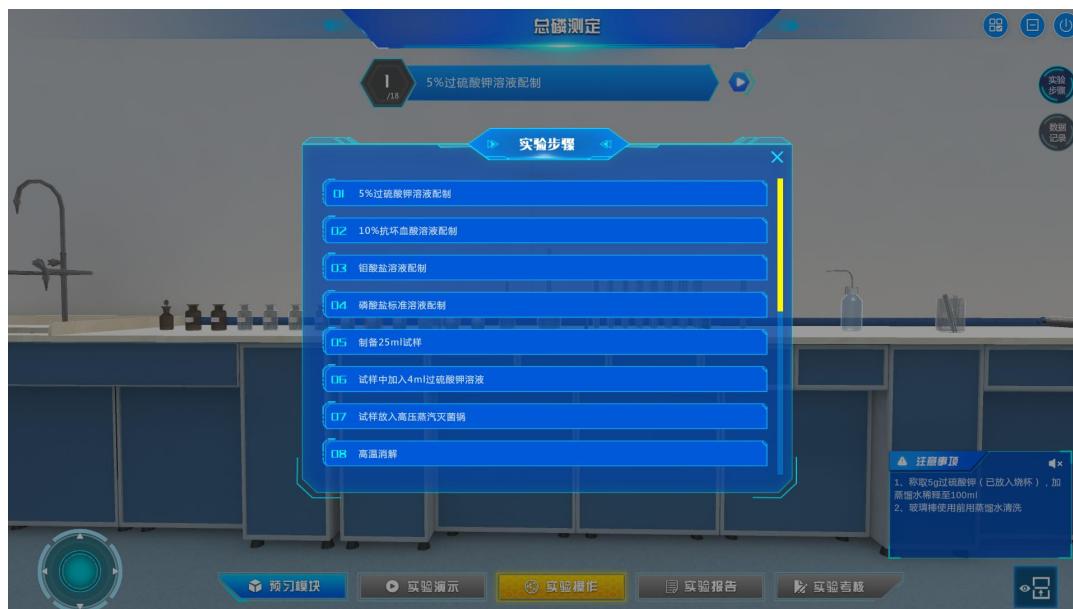 总磷测定
1
/18
5%过硫酸钾溶液配制
实验
步骤
数据
记录
实验步骤
01 5%过硫酸钾溶液配制
02 10%抗坏血酸溶液配制
03 钼酸盐溶液配制
04 磷酸盐标准溶液配制
05 制备25ml试样
06 试样中加入4ml过硫酸钾溶液
07 试样放入高压蒸汽灭菌锅
08 高温消解
注意事项
1、称取5g过硫酸钾（已放入烧杯）, 加
蒸馏水稀释至100ml
2、玻璃棒使用前用蒸馏水清洗
预习模块
实验演示
实验操作
实验报告
实验考核